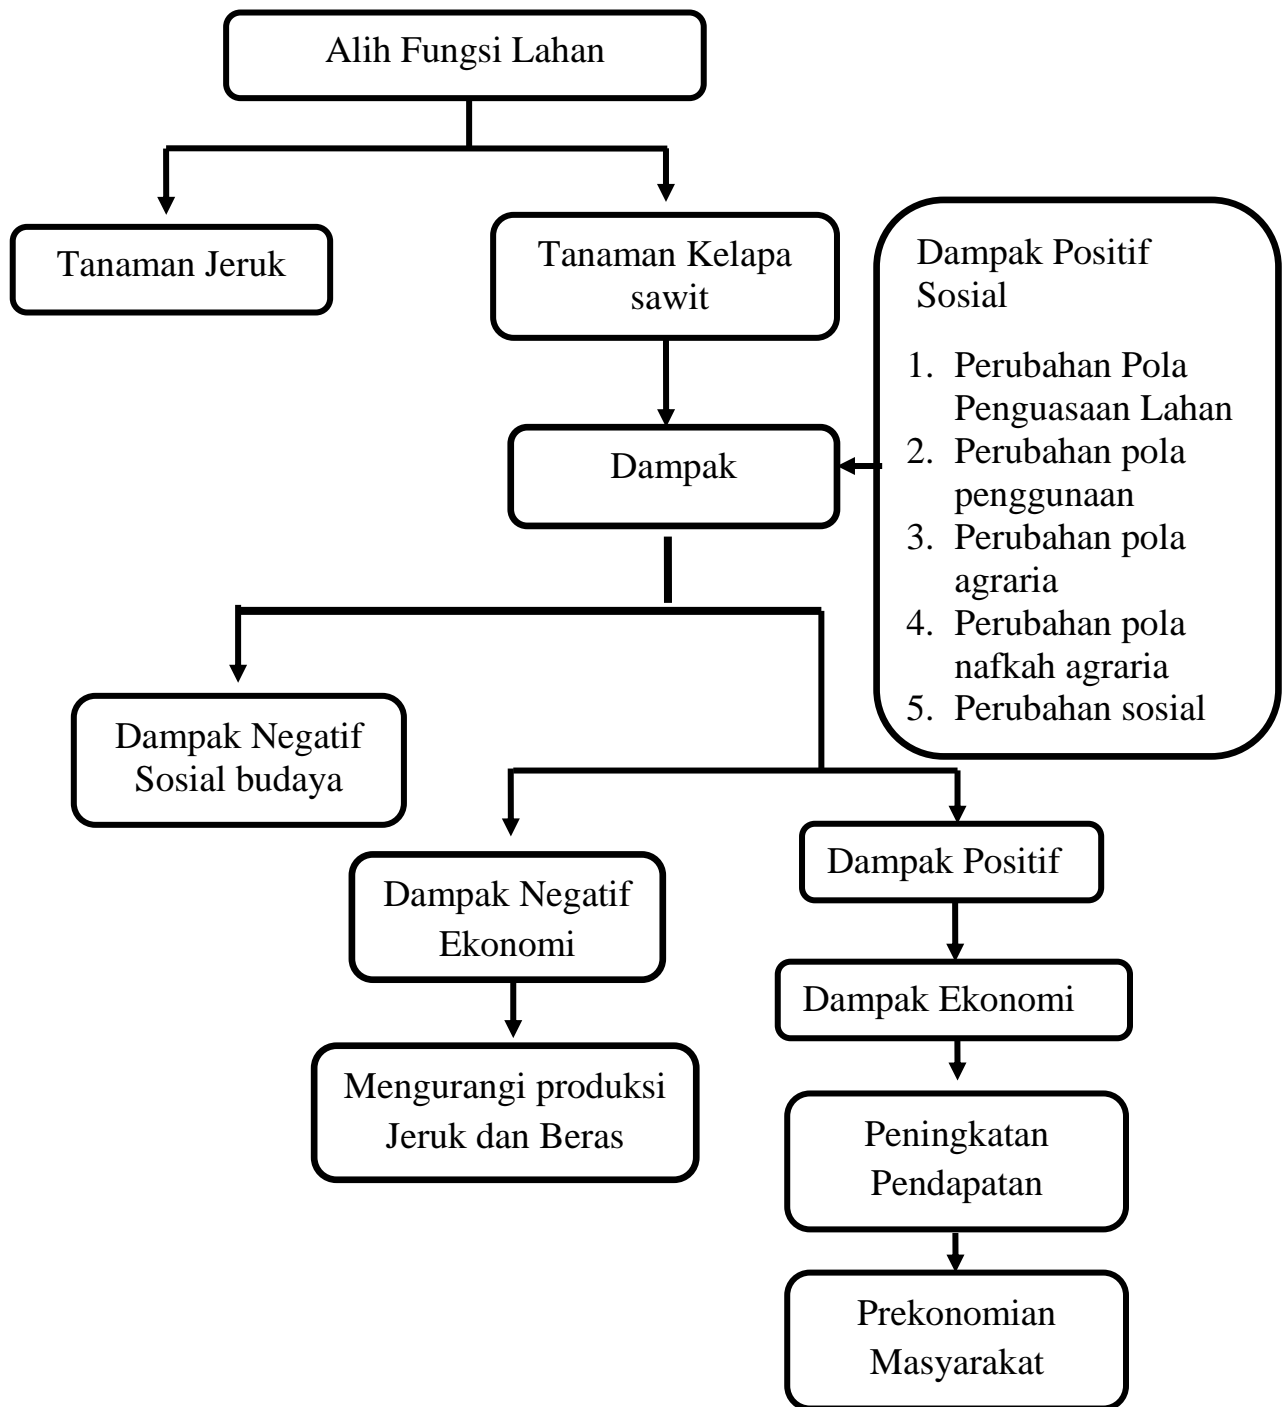 Alih Fungsi Lahan
Tanaman Jeruk
Tanaman Kelapa
sawit
Dampak Positif
Sosial
1. Perubahan Pola
Penguasaan Lahan
2. Perubahan pola
penggunaan
3. Perubahan pola
agraria
4. Perubahan pola
nafkah agraria
5. Perubahan sosial
Dampak
Dampak Negatif
Sosial budaya
Dampak Negatif
Ekonomi
Mengurangi produksi
Jeruk dan Beras
Dampak Positif
Dampak Ekonomi
Peningkatan
Pendapatan
Prekonomian
Masyarakat